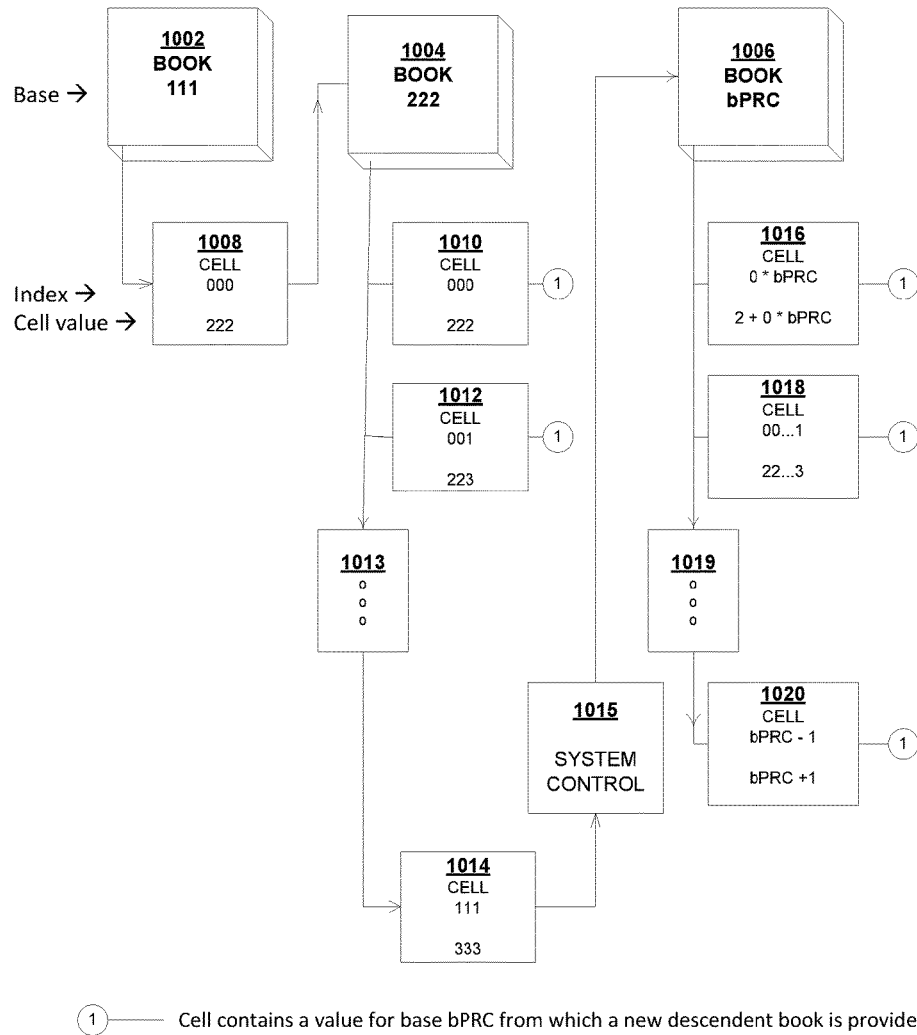 1002
BOOK
111
1004
BOOK
222
1006
BOOK
bPRC
Base →
1008
CELL
000
222
Index →
Cell value →
1010
CELL
000
222
1
1016
CELL
0 * bPRC
2 + 0 * bPRC
1
1012
CELL
001
223
1
1018
CELL
00...1
22...3
1
1013
o
o
o
1019
o
o
o
1015
SYSTEM
CONTROL
1020
CELL
bPRC - 1
bPRC +1
1
1014
CELL
111
333
1 Cell contains a value for base bPRC from which a new descendent book is provide